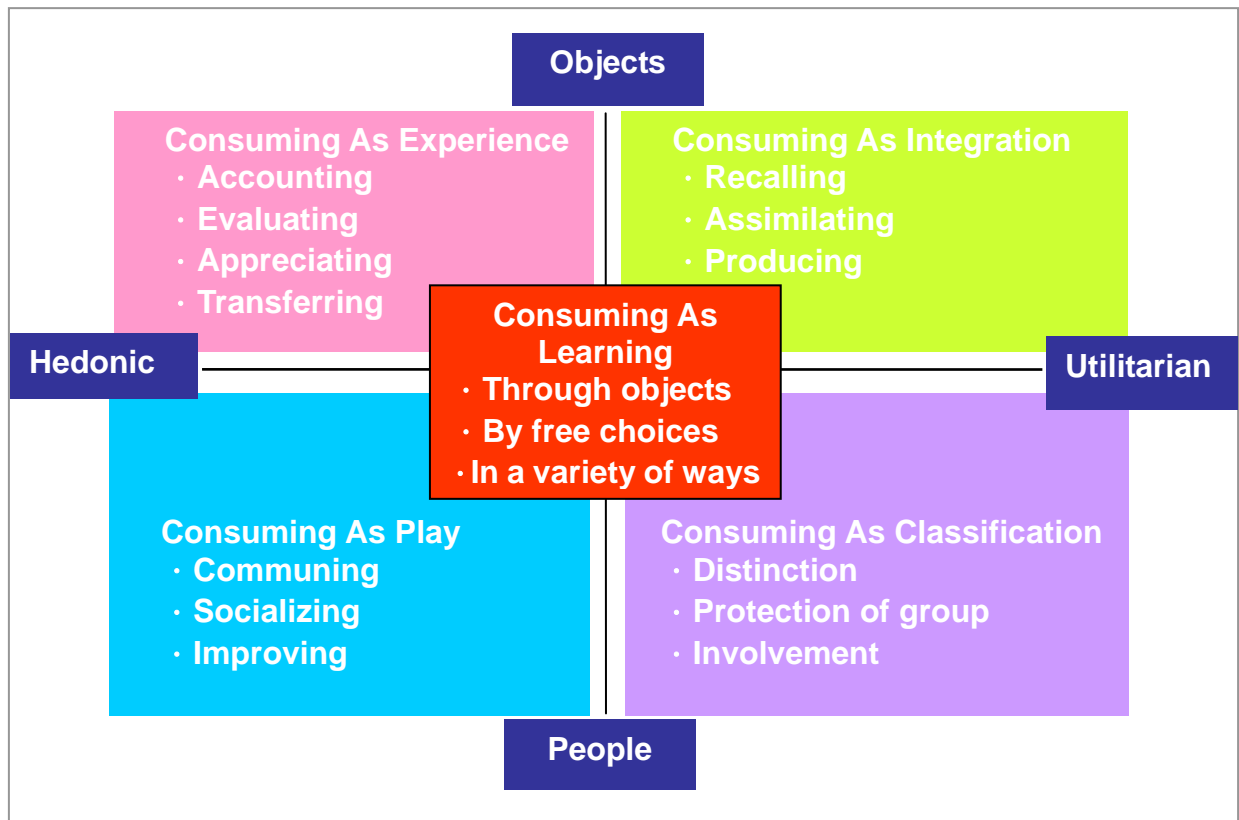 Objects
Consuming As Experience
· Accounting
· Evaluating
· Appreciating
· Transferring
Consuming As Integration
· Recalling
· Assimilating
· Producing
Hedonic
Consuming As
Learning
· Through objects
· By free choices
· In a variety of ways
Utilitarian
Consuming As Play
· Communing
· Socializing
· Improving
Consuming As Classification
· Distinction
· Protection of group
· Involvement
People